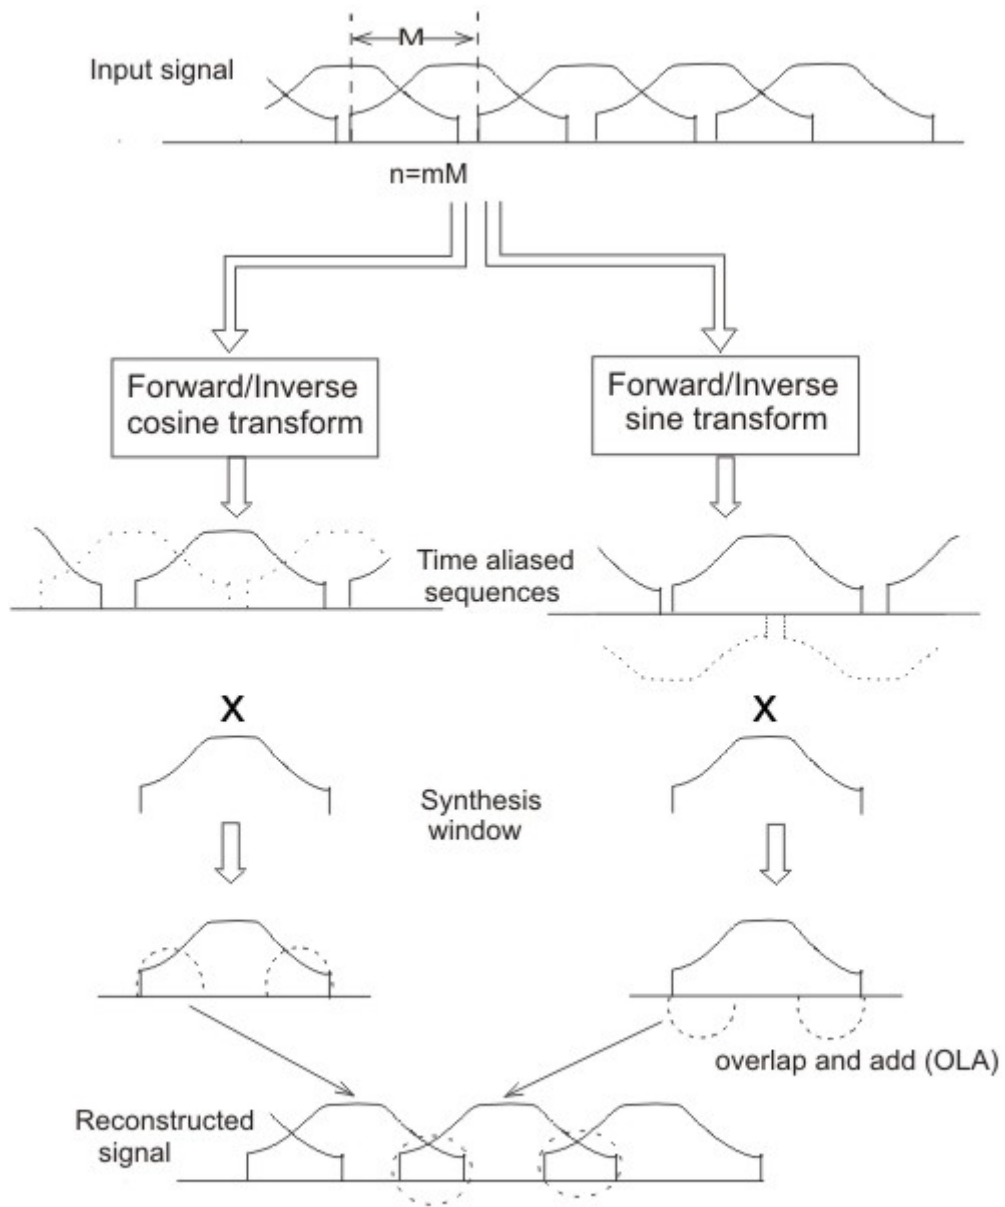 M
Input signal
n=mM
Forward/Inverse
cosine transform
Forward/Inverse
sine transform
Time aliased
sequences
X
X
Synthesis
window
overlap and add (OLA)
Reconstructed
signal